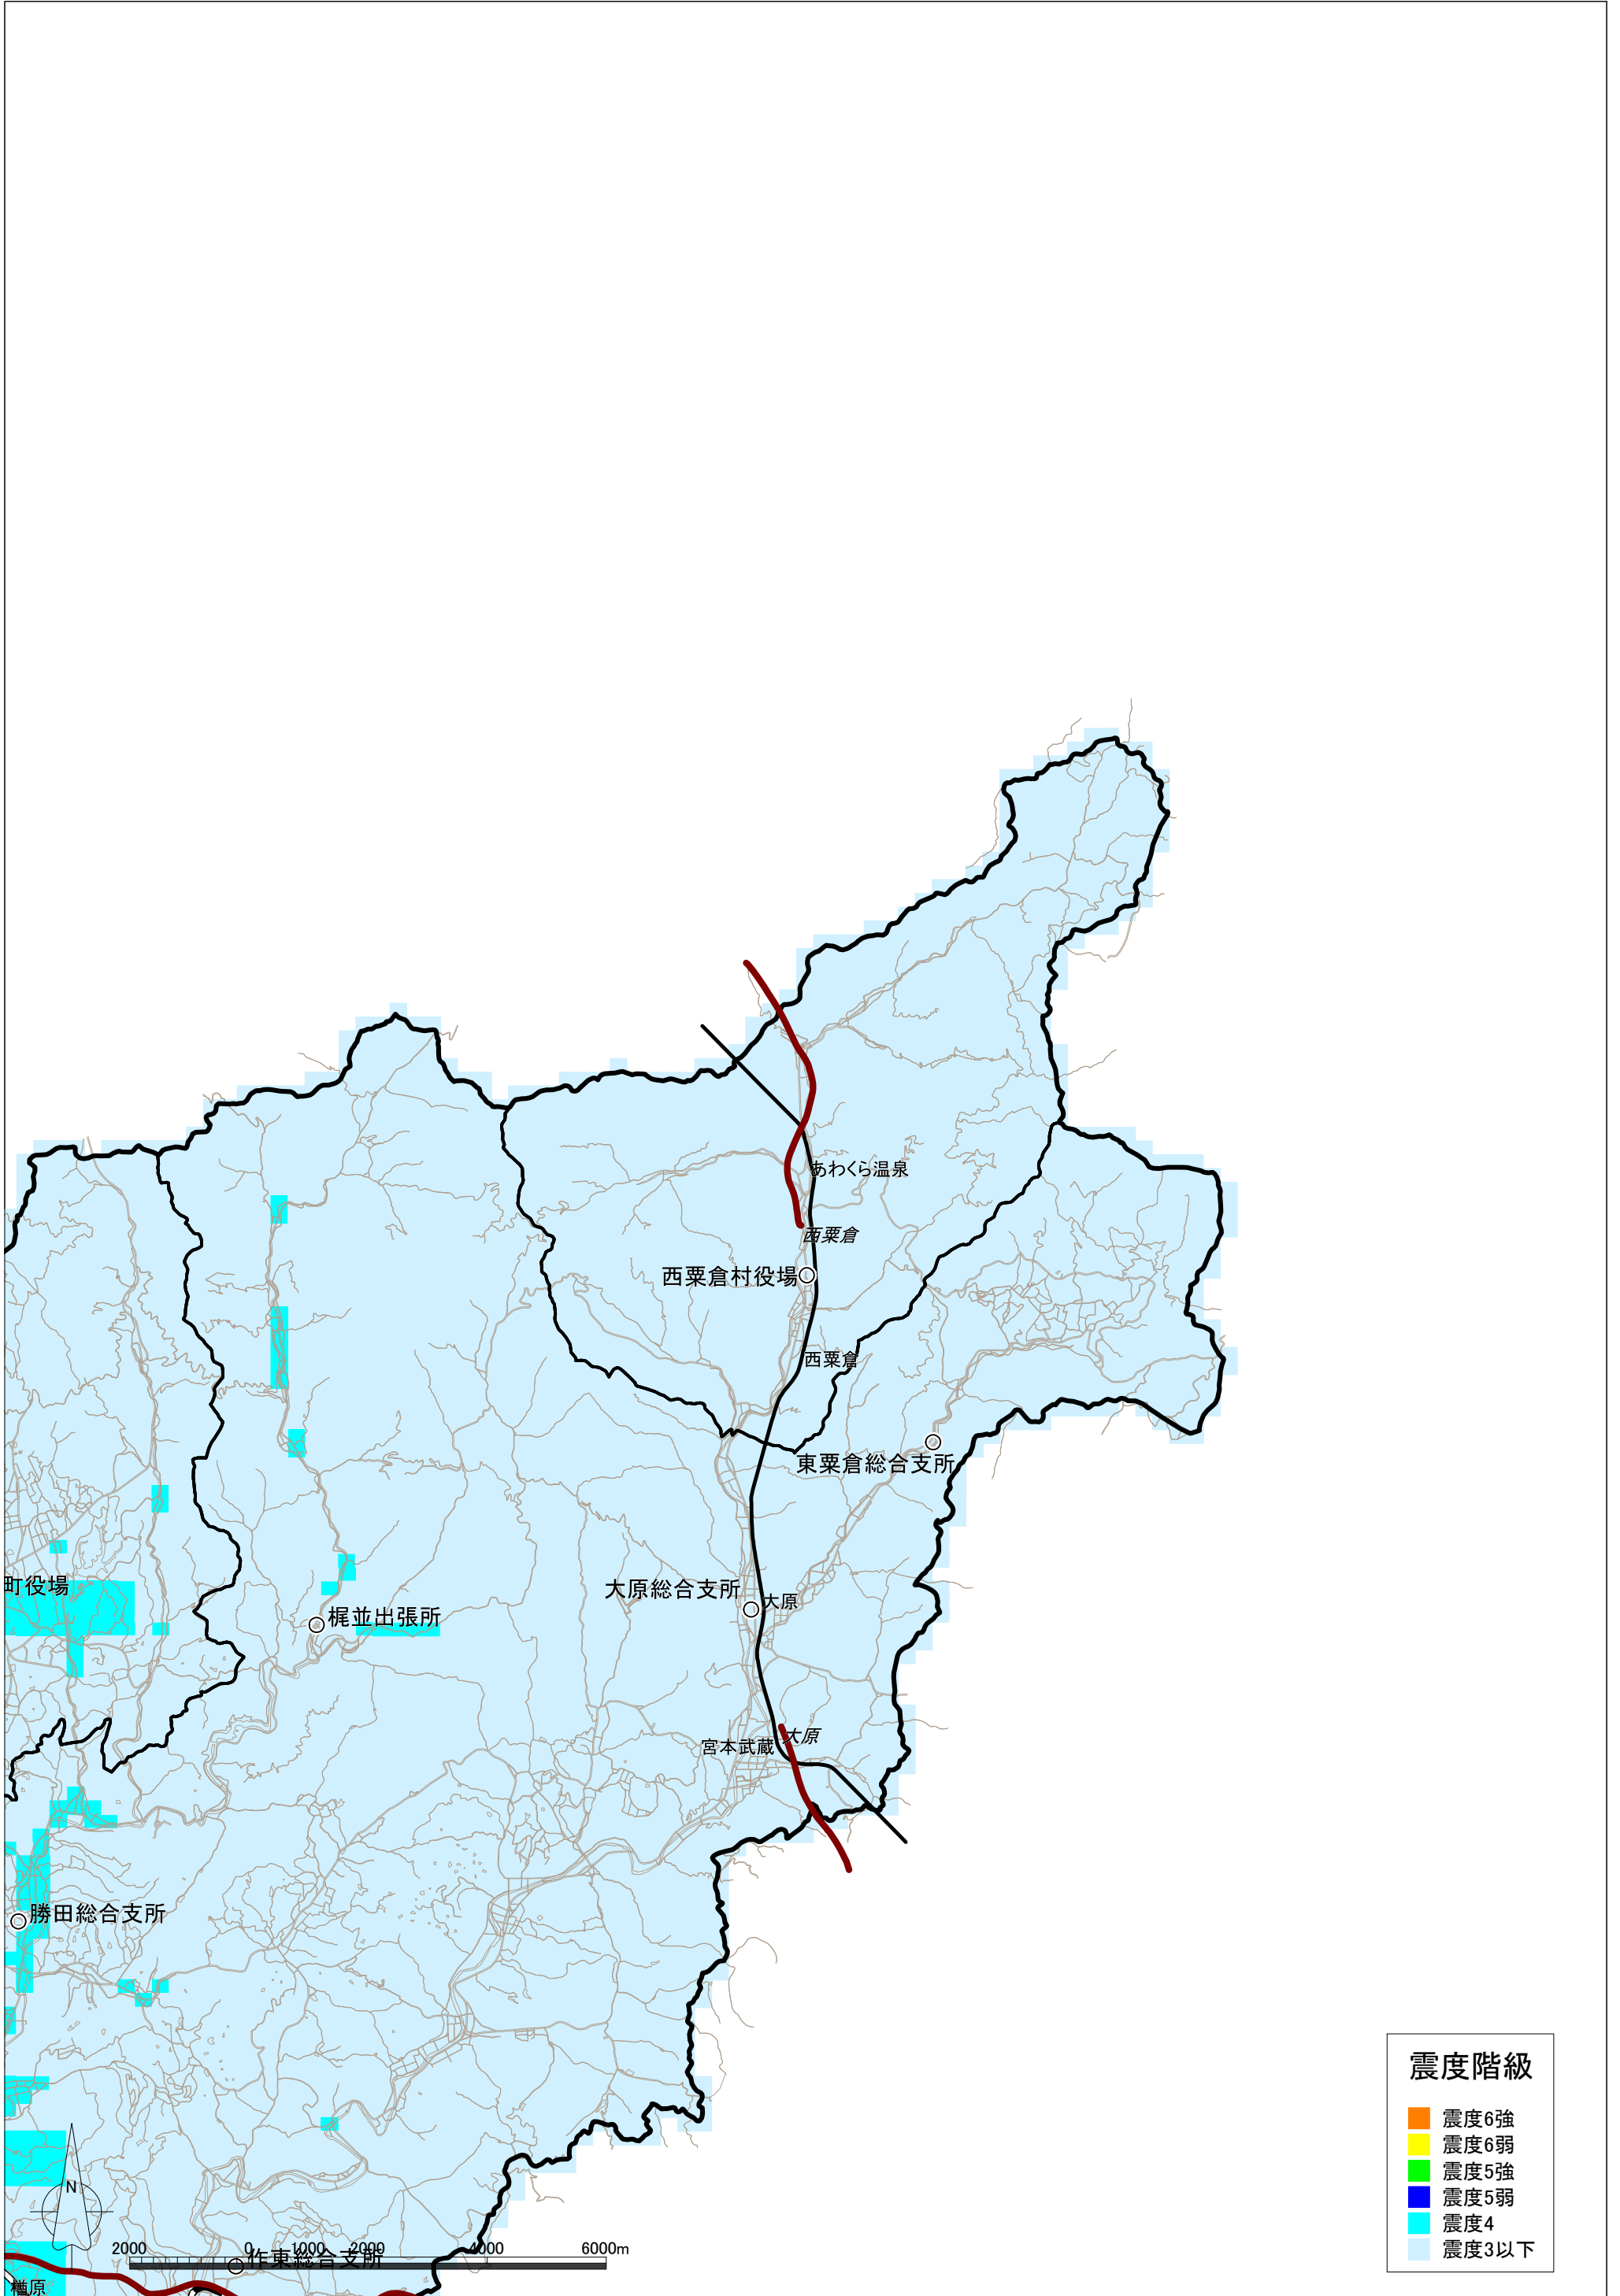 あわくら温泉
西粟倉
西粟倉村役場
西粟倉
東粟倉総合支所
町役場
大原総合支所
大原
梶並出張所
大原
宮本武蔵
勝田総合支所
震度階級
震度6強
震度6弱
震度5強
震度5弱
震度4
震度3以下
N
2000 0 1000 2000 4000 6000m
作東総合支所
楢原